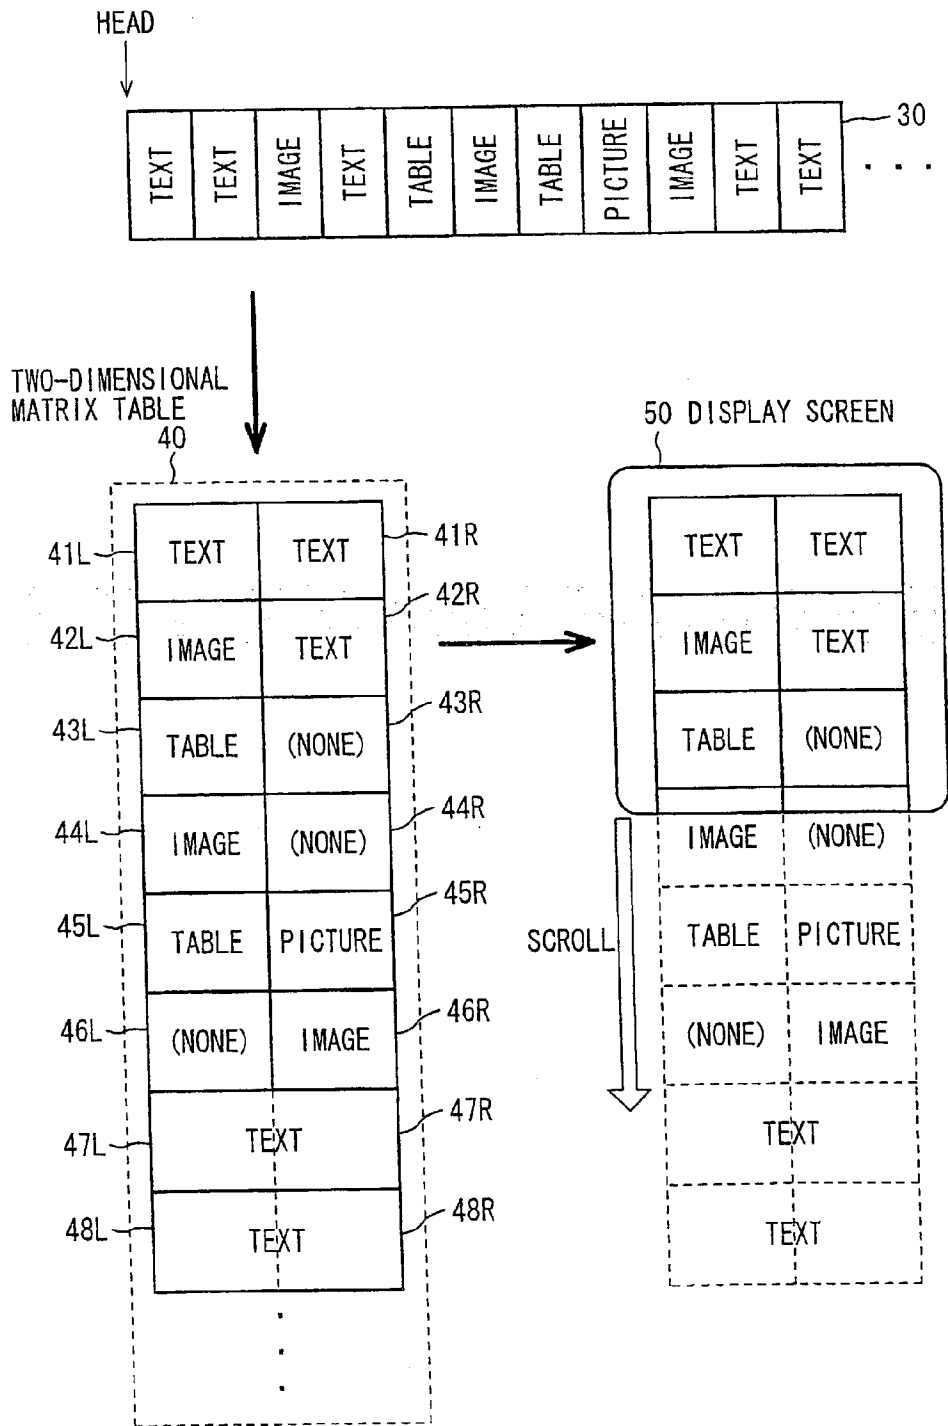 HEAD
TEXT TEXT IMAGE TEXT TABLE IMAGE TABLE PICTURE IMAGE TEXT TEXT . . .
30
TWO-DIMENSIONAL
MATRIX TABLE
40
50 DISPLAY SCREEN
41L TEXT TEXT 41R
42L IMAGE TEXT 42R
43L TABLE (NONE) 43R
44L IMAGE (NONE) 44R
45L TABLE PICTURE 45R
46L (NONE) IMAGE 46R
47L TEXT 47R
48L TEXT 48R
TEXT TEXT
IMAGE TEXT
TABLE (NONE)
IMAGE (NONE)
SCROLL
TABLE PICTURE
(NONE) IMAGE
TEXT
TEXT